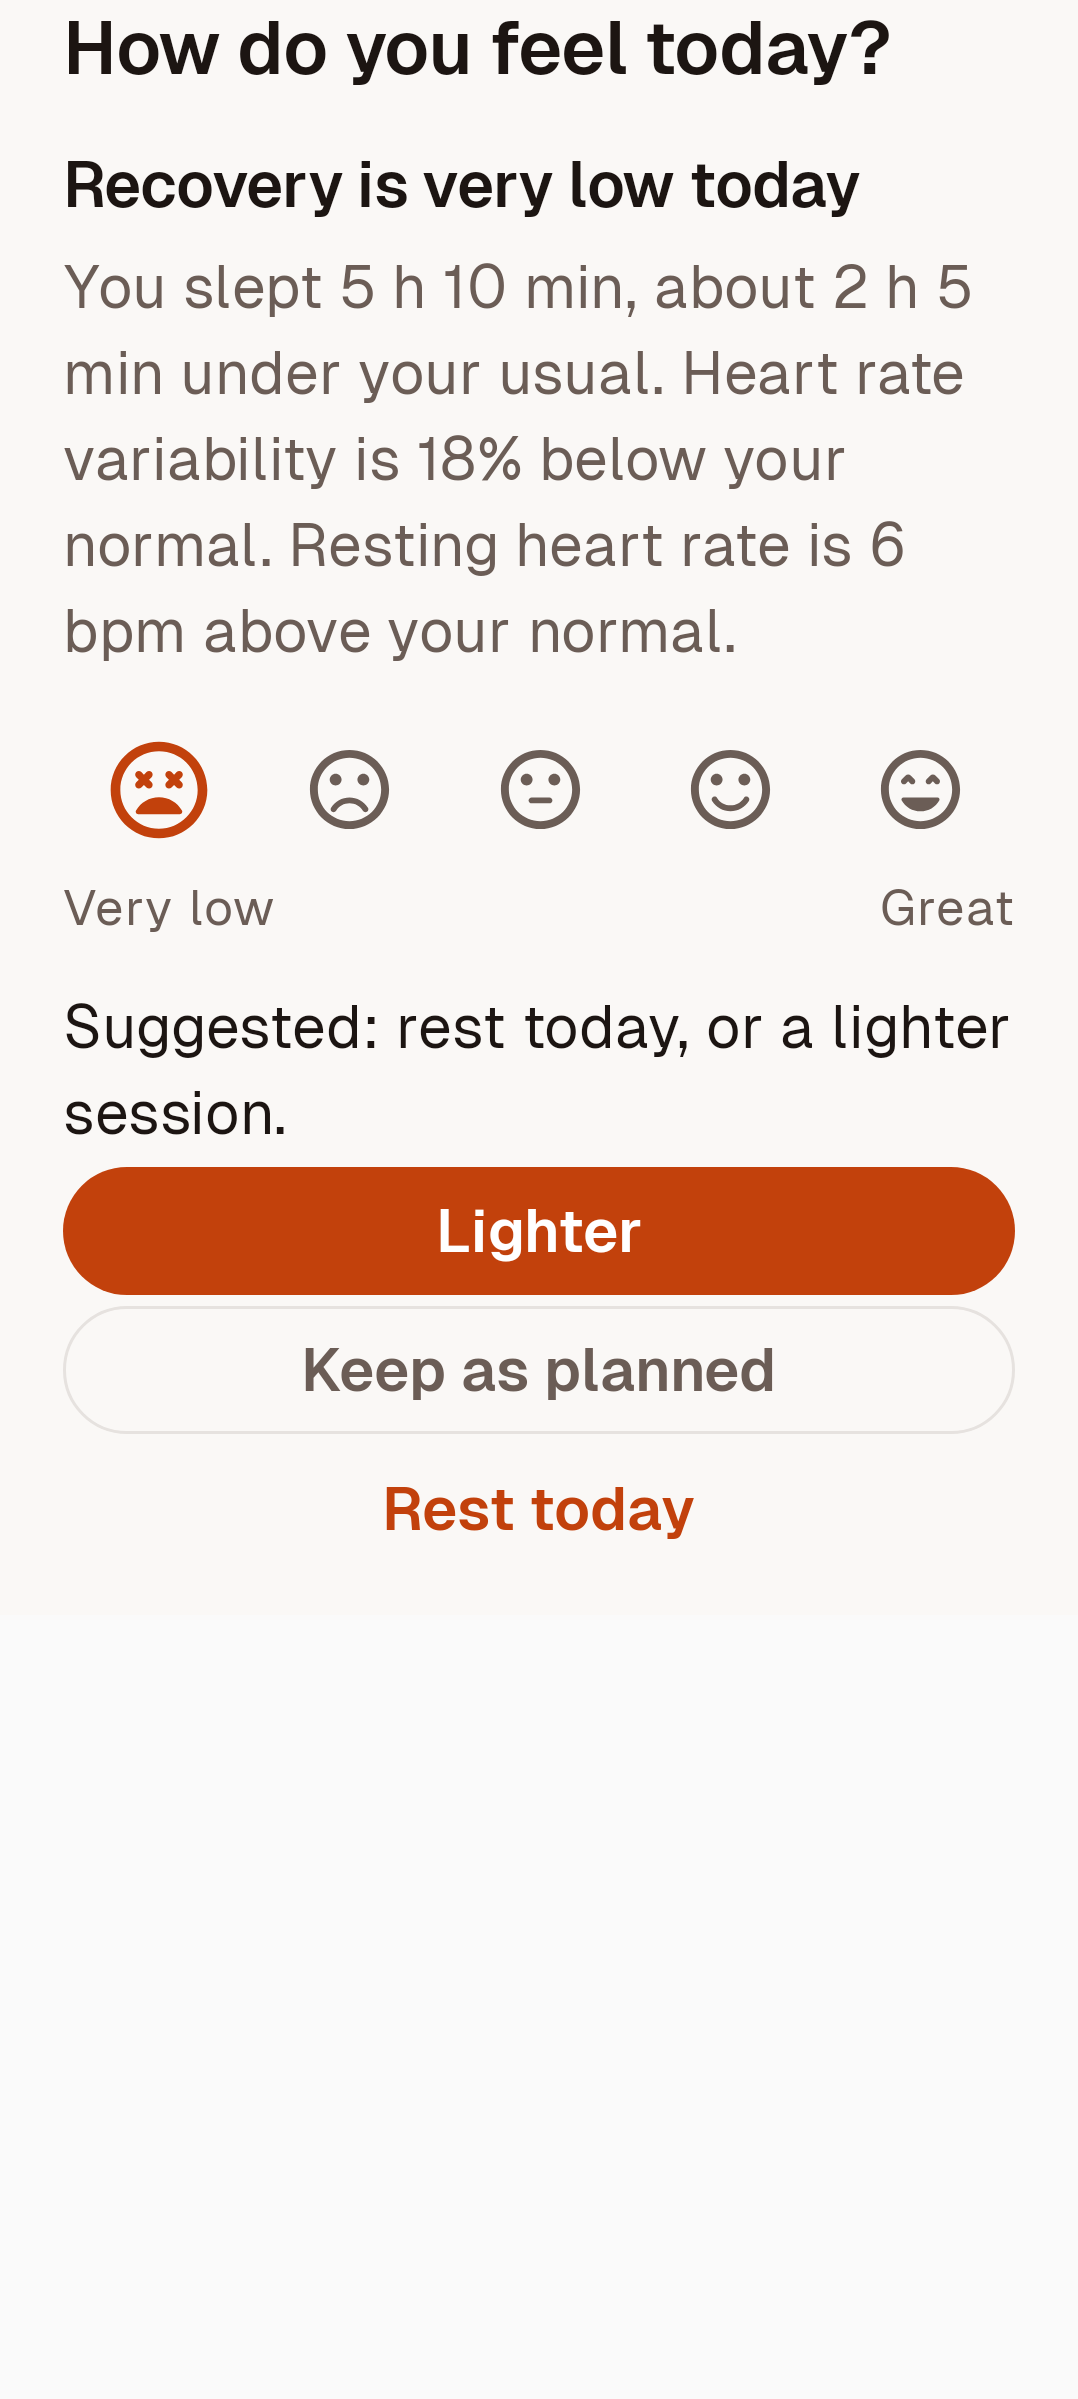 How do you feel today?
Recovery is very low today
You slept 5 h 10 min, about 2 h 5
min under your usual. Heart rate
variability is 18% below your
normal. Resting heart rate is 6
bpm above your normal.
Very low
Great
Suggested: rest today, or a lighter
session.
Lighter
Keep as planned
Rest today